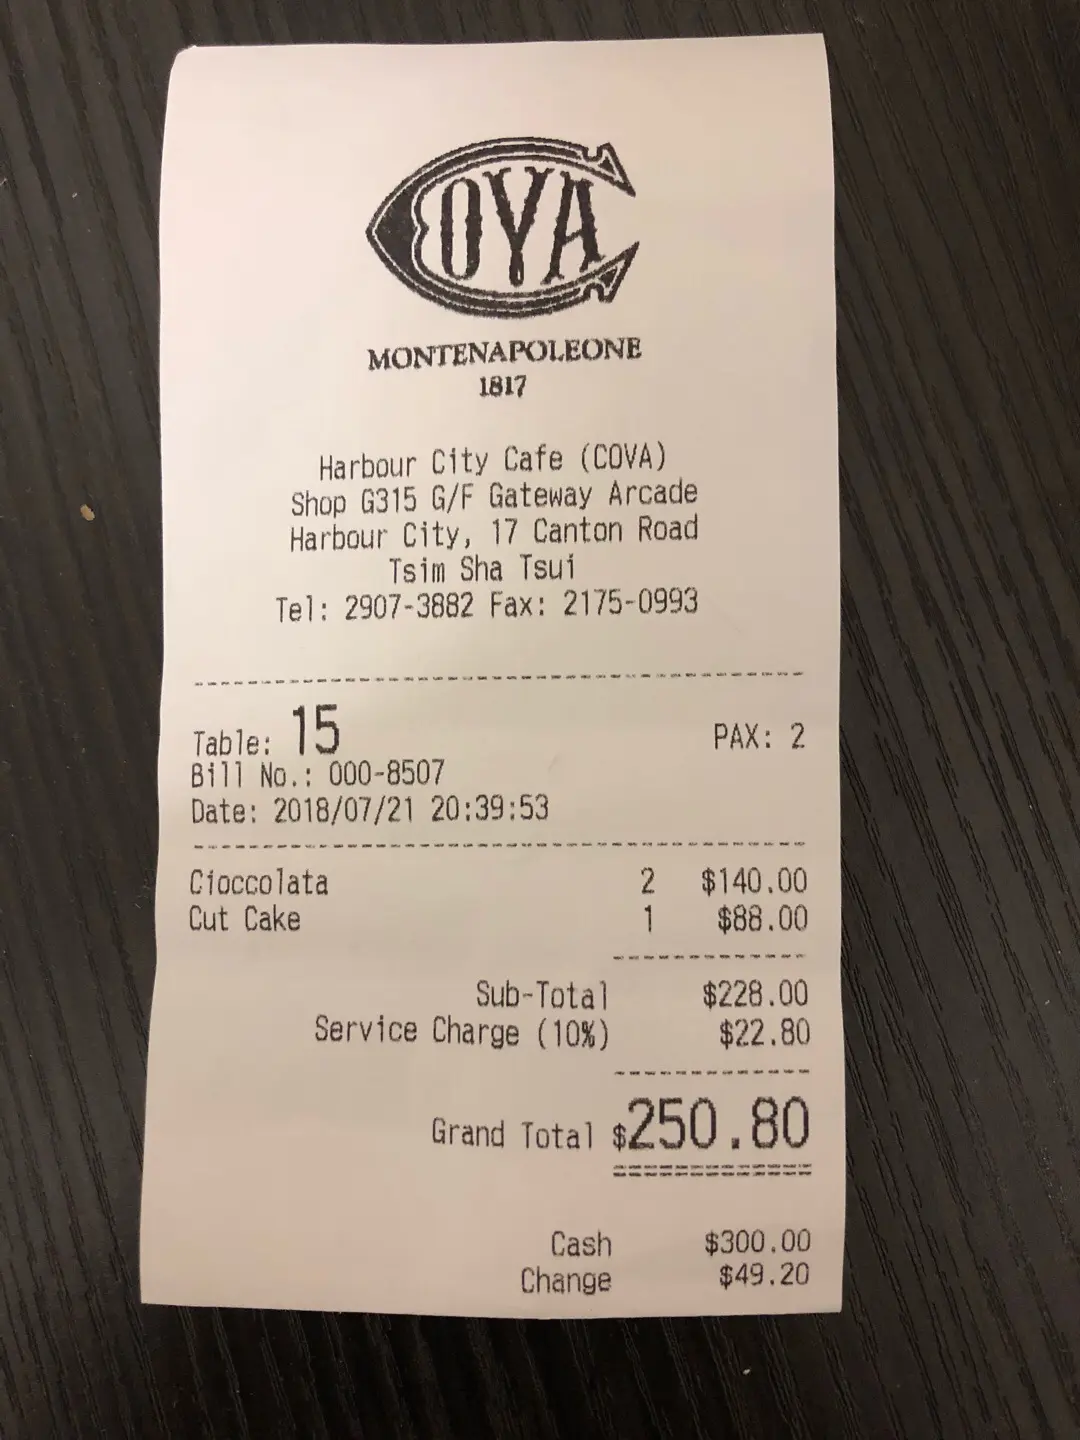 COVA
MONTENAPOLEONE
1817
Harbour City Cafe (COVA)
Shop G315 G/F Gateway Arcade
Harbour City, 17 Canton Road
Tsim Sha Tsui
Tel: 2907-3882 Fax: 2175-0993
Table: 15 PAX: 2
Bill No.: 000-8507
Date: 2018/07/21 20:39:53
Cioccolata 2 $140.00
Cut Cake 1 $88.00
Sub-Total $228.00
Service Charge (10%) $22.80
Grand Total $250.80
Cash $300.00
Change $49.20